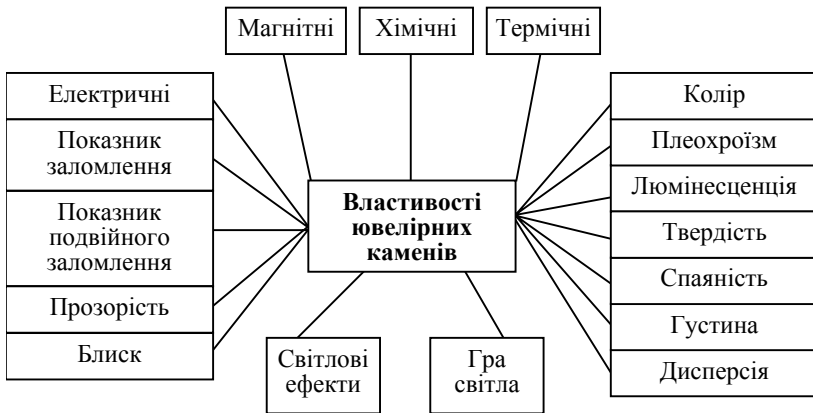 Магнітні
Хімічні
Термічні
Електричні
Показник
заломлення
Показник
подвійного
заломлення
Прозорість
Блиск
Властивості
ювелірних
каменів
Колір
Плеохроїзм
Люмінесценція
Твердість
Спаяність
Густина
Дисперсія
Світлові
ефекти
Гра
світла